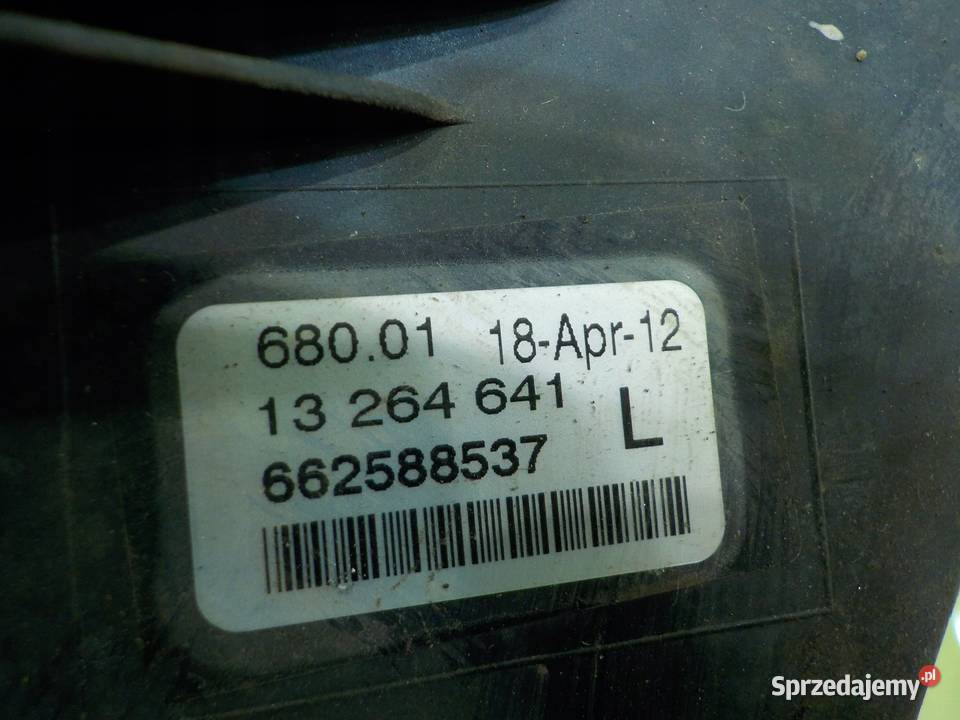 680.01 18-Apr-12
13 264 641
L
662588537
Sprzedajemy.pl